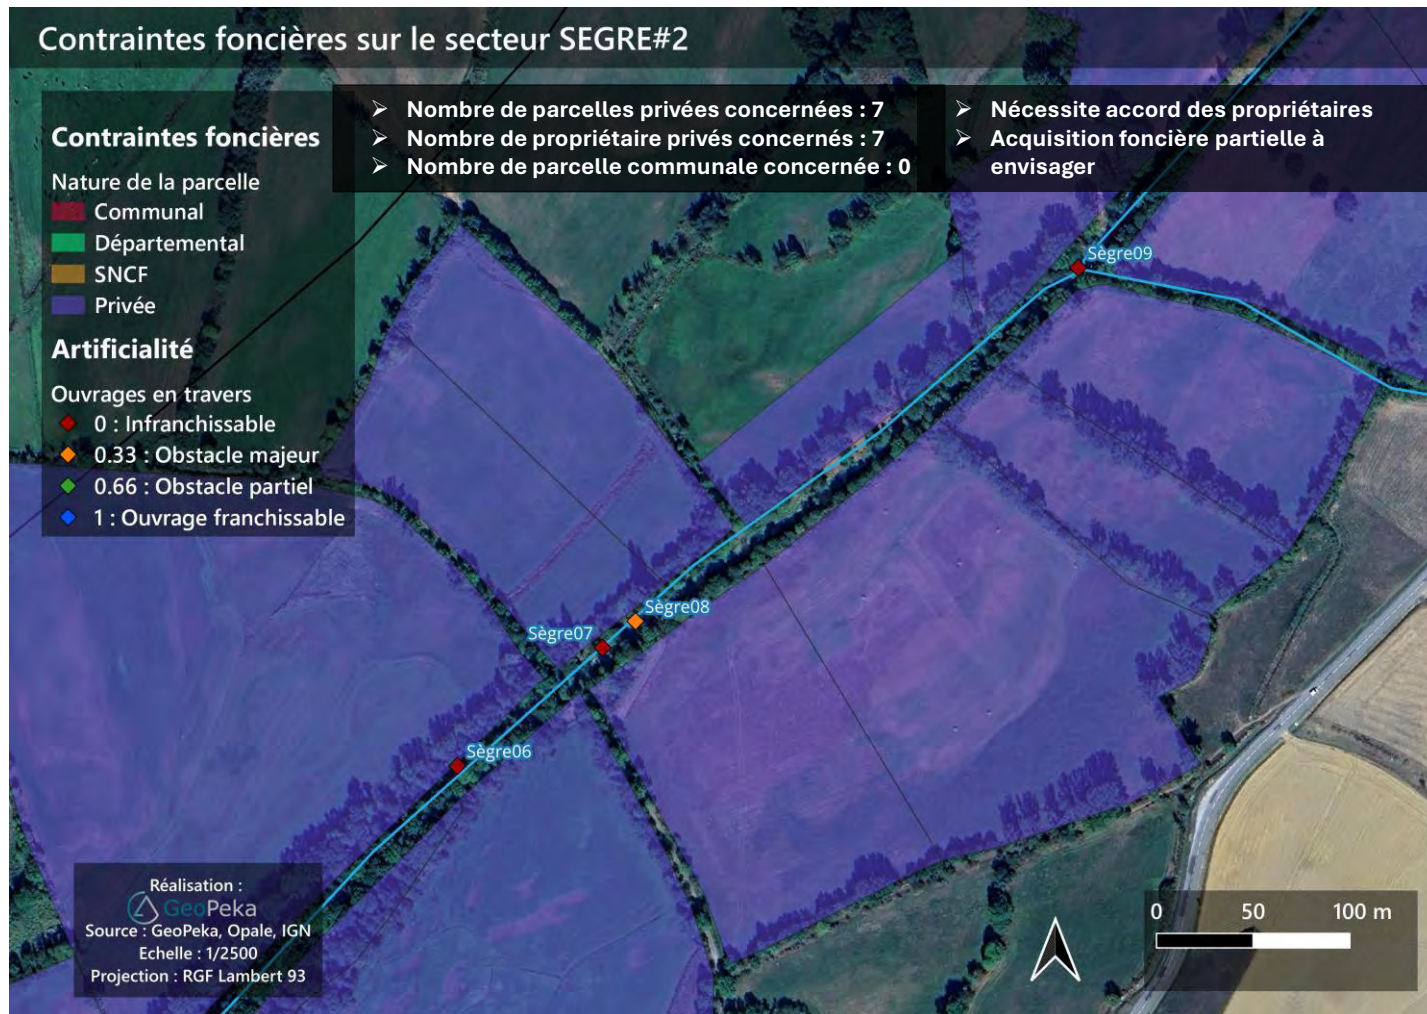 Contraintes foncières sur le secteur SEGRE#2
➢ Nombre de parcelles privées concernées : 7
➢ Nombre de propriétaire privés concernés : 7
➢ Nombre de parcelle communale concernée : 0
➢ Nécessite accord des propriétaires
➢ Acquisition foncière partielle à
envisager
Contraintes foncières
Nature de la parcelle
Communal
Départemental
SNCF
Privée
Artificialité
Ouvrages en travers
0 : Infranchissable
0.33 : Obstacle majeur
0.66 : Obstacle partiel
1 : Ouvrage franchissable
Sègre09
Sègre08
Sègre07
Sègre06
Réalisation :
GeoPeka
Source : GeoPeka, Opale, IGN
Echelle : 1/2500
Projection : RGF Lambert 93
0 50 100 m